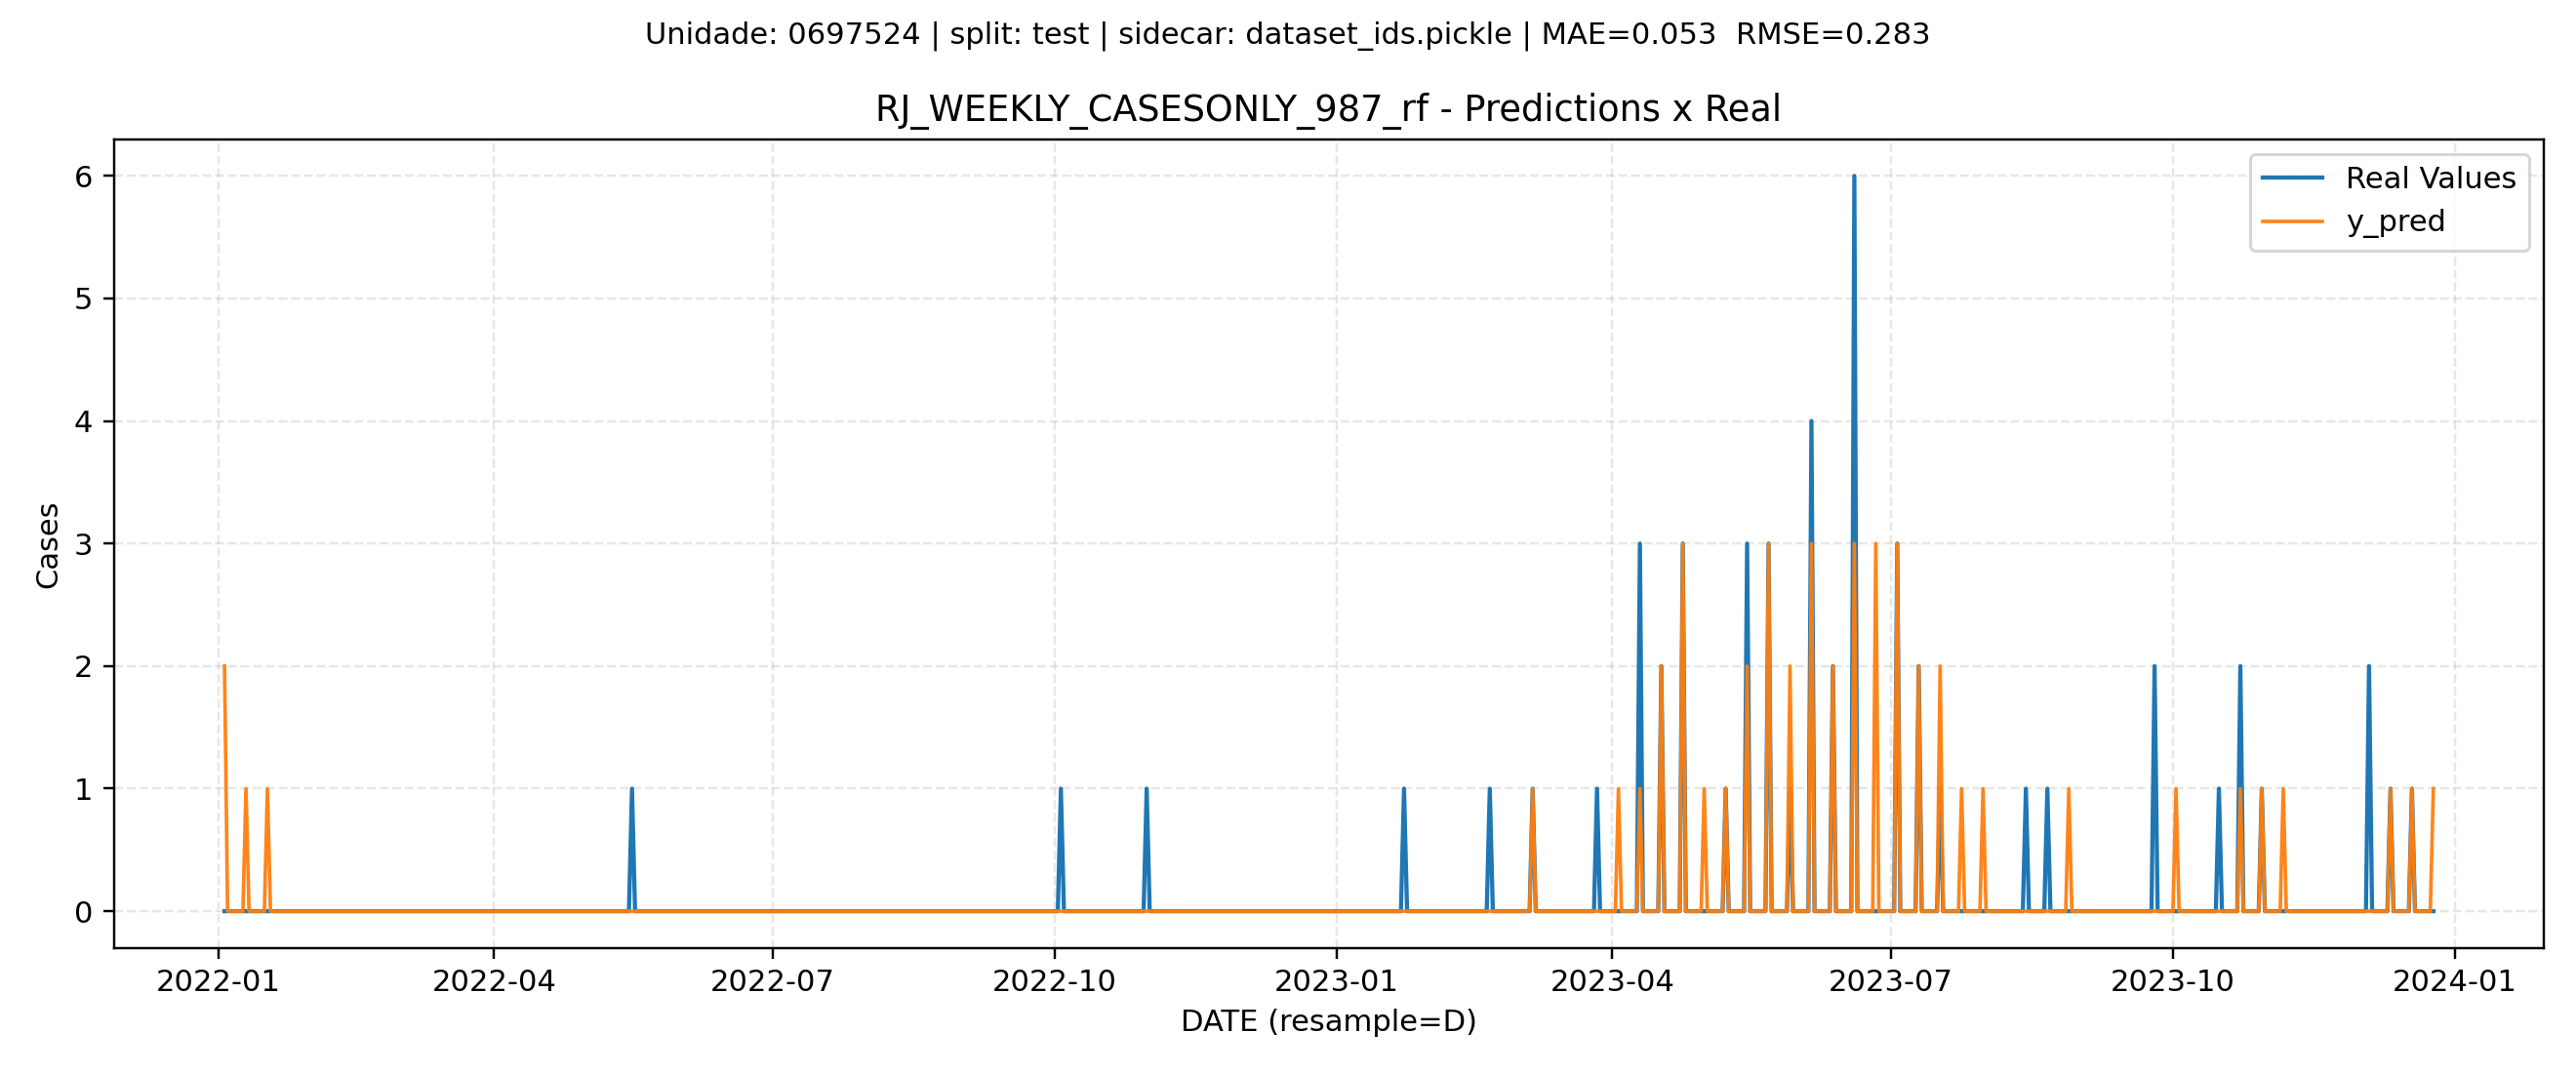 Unidade: 0697524 | split: test | sidecar: dataset_ids.pickle | MAE=0.053  RMSE=0.283
RJ_WEEKLY_CASESONLY_987_rf - Predictions x Real
Real Values
y_pred
6
5
4
3
2
1
0
Cases
2022-01
2022-04
2022-07
2022-10
2023-01
2023-04
2023-07
2023-10
2024-01
DATE (resample=D)